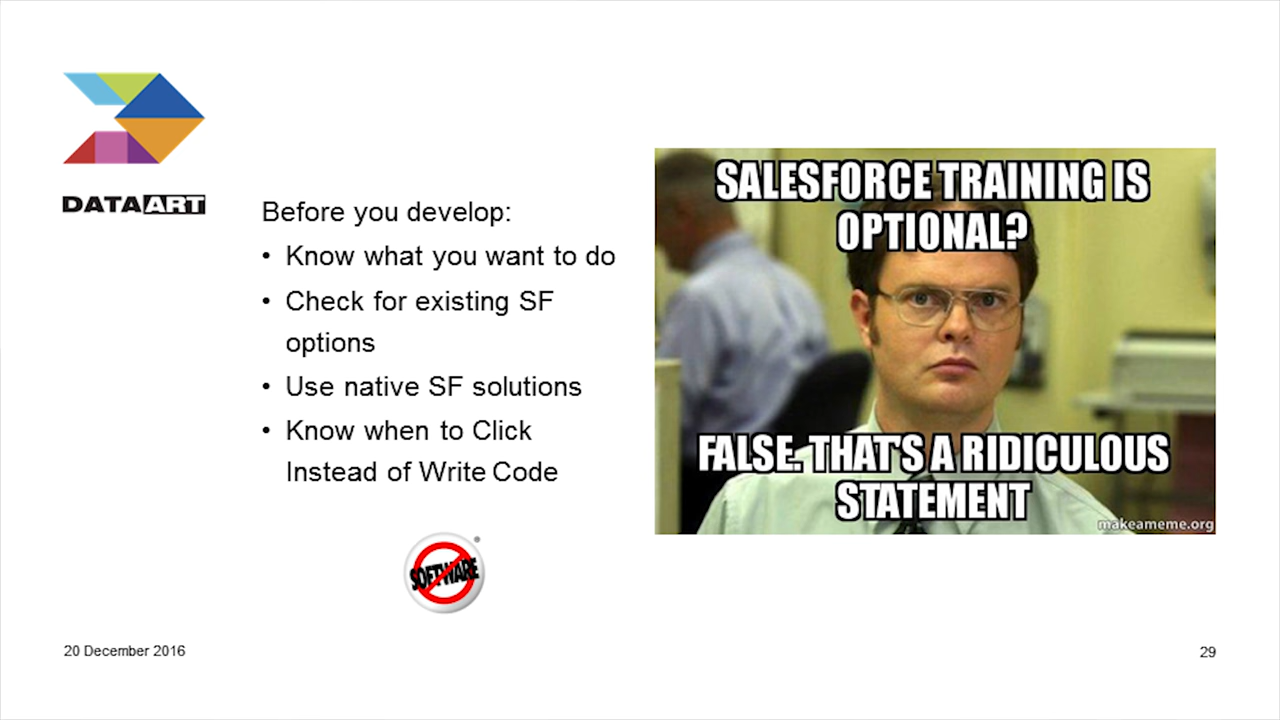 DATAART
Before you develop:
• Know what you want to do
• Check for existing SF
options
• Use native SF solutions
• Know when to Click
Instead of Write Code
SOFTWARE
SALESFORCE TRAINING IS
OPTIONAL?
FALSE. THAT'S A RIDICULOUS
STATEMENT
makeameme.org
20 December 2016
29